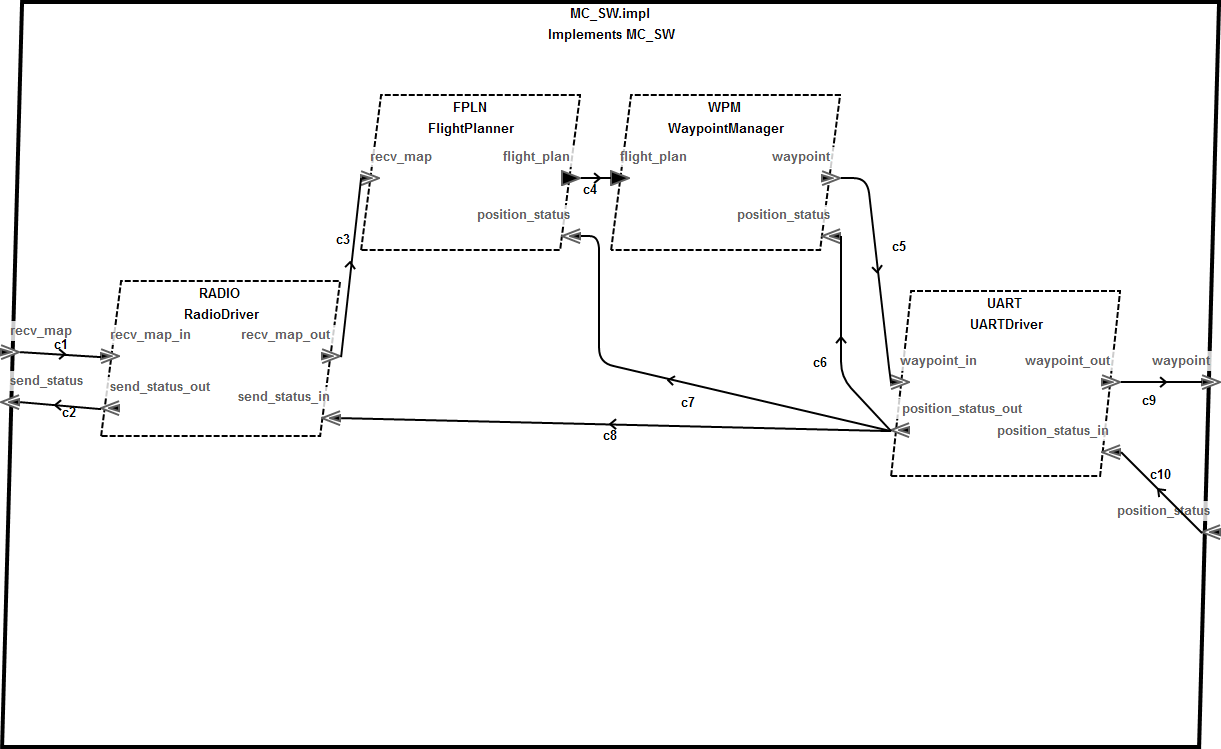 MC_SW.impl
Implements MC_SW
FPLN
FlightPlanner
recv_map
flight_plan
position_status
c4
WPM
WaypointManager
flight_plan
waypoint
position_status
c3
c5
RADIO
RadioDriver
recv_map_in
recv_map_out
send_status_out
send_status_in
recv_map
c1
send_status
c2
c6
c7
c8
UART
UARTDriver
waypoint_in
waypoint_out
position_status_out
position_status_in
waypoint
c9
c10
position_status